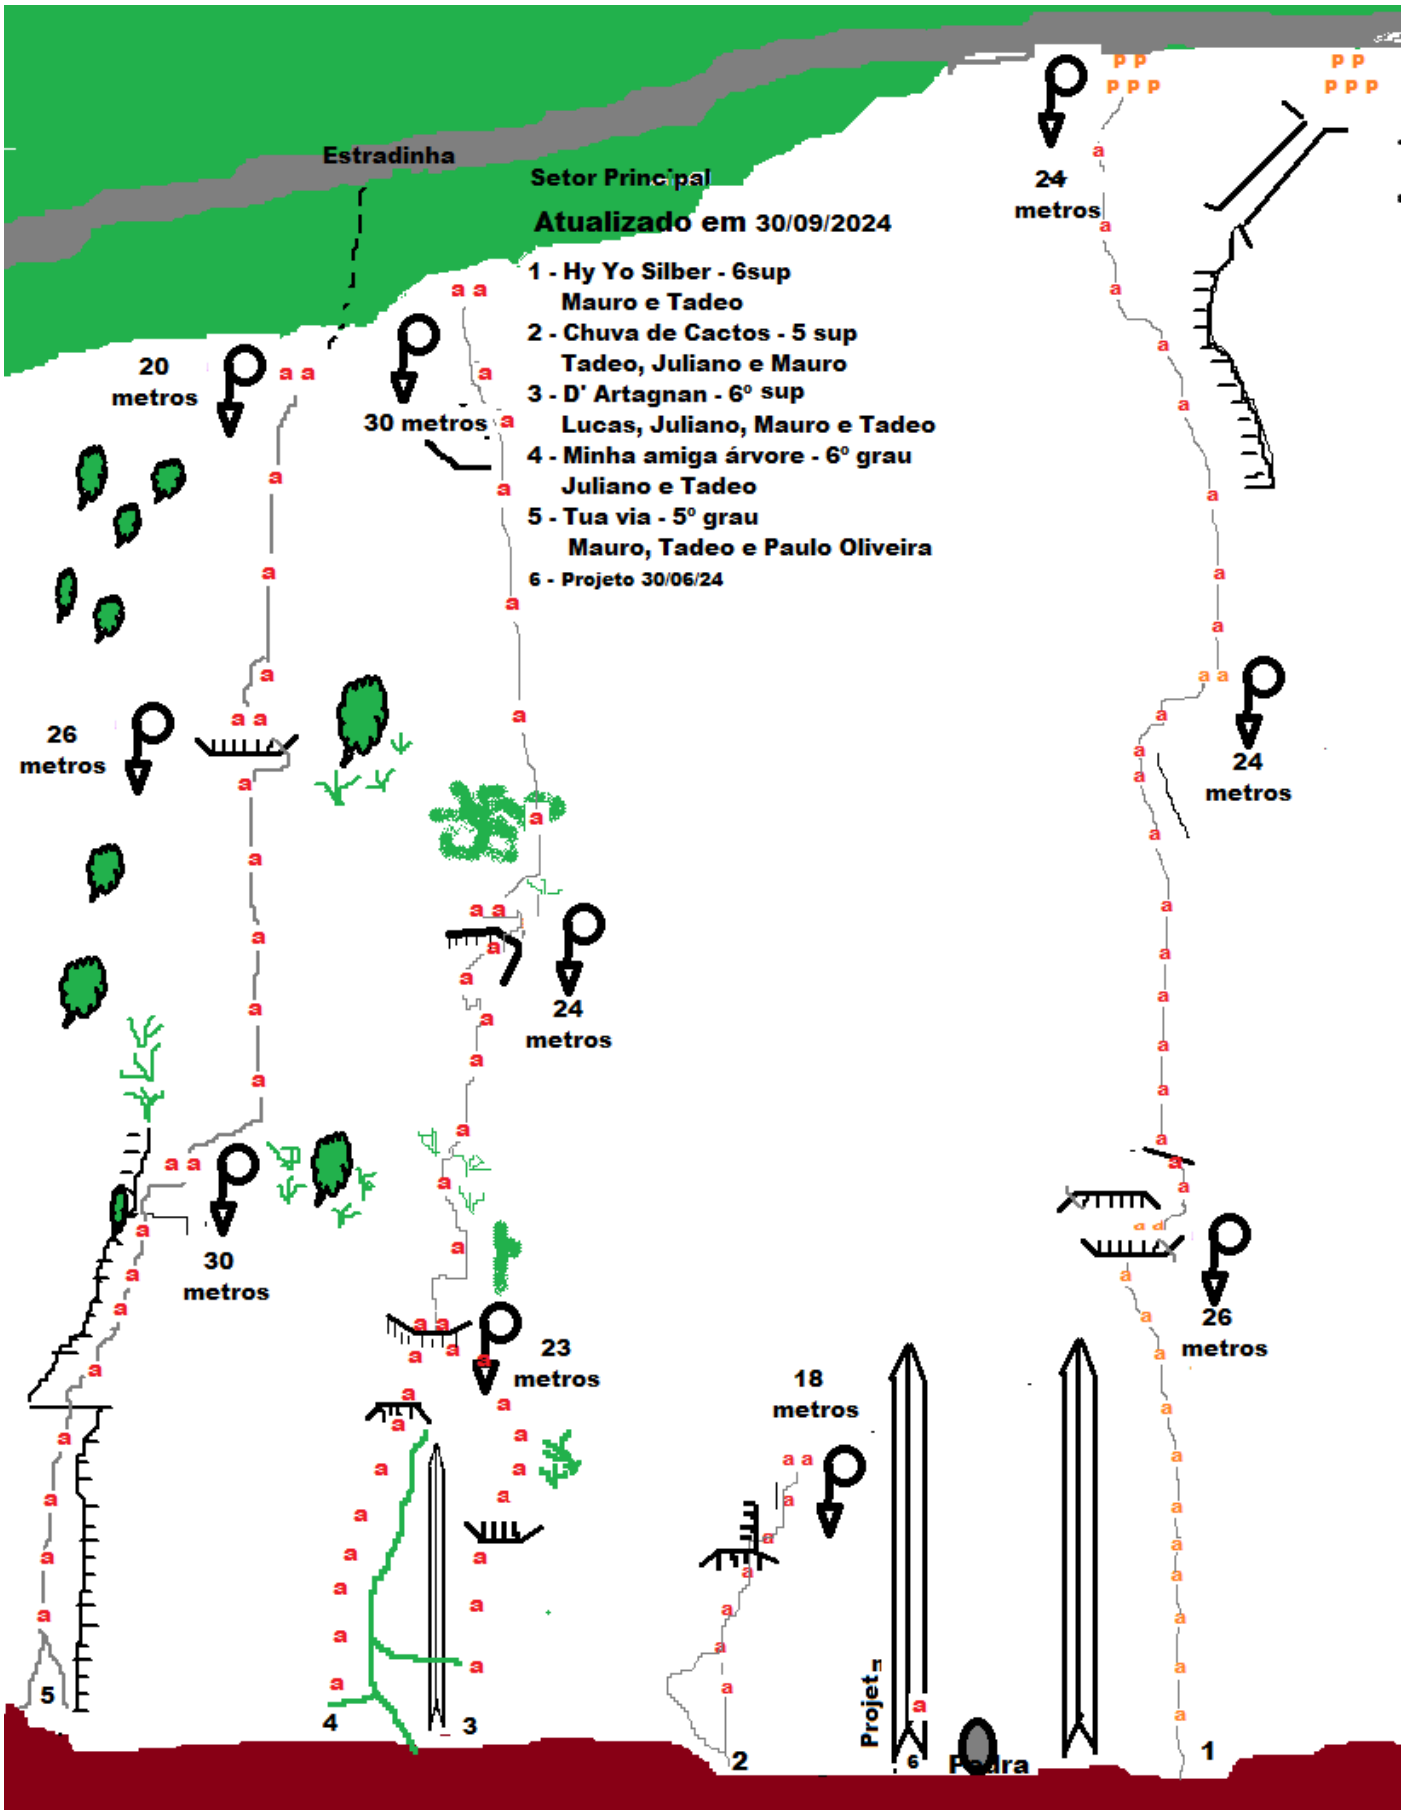 P P
P P P
P P
P P P
Estradinha
Setor Principal
Atualizado em 30/09/2024
1 - Hy Yo Silber - 6sup
Mauro e Tadeo
2 - Chuva de Cactos - 5 sup
Tadeo, Juliano e Mauro
3 - D' Artagnan - 6º sup
Lucas, Juliano, Mauro e Tadeo
4 - Minha amiga árvore - 6º grau
Juliano e Tadeo
5 - Tua via - 5º grau
Mauro, Tadeo e Paulo Oliveira
6 - Projeto 30/06/24
24
metros
20
metros
30 metros
26
metros
24
metros
24
metros
30
metros
26
metros
23
metros
18
metros
Projet
5
4
3
2
6
Pedra
1